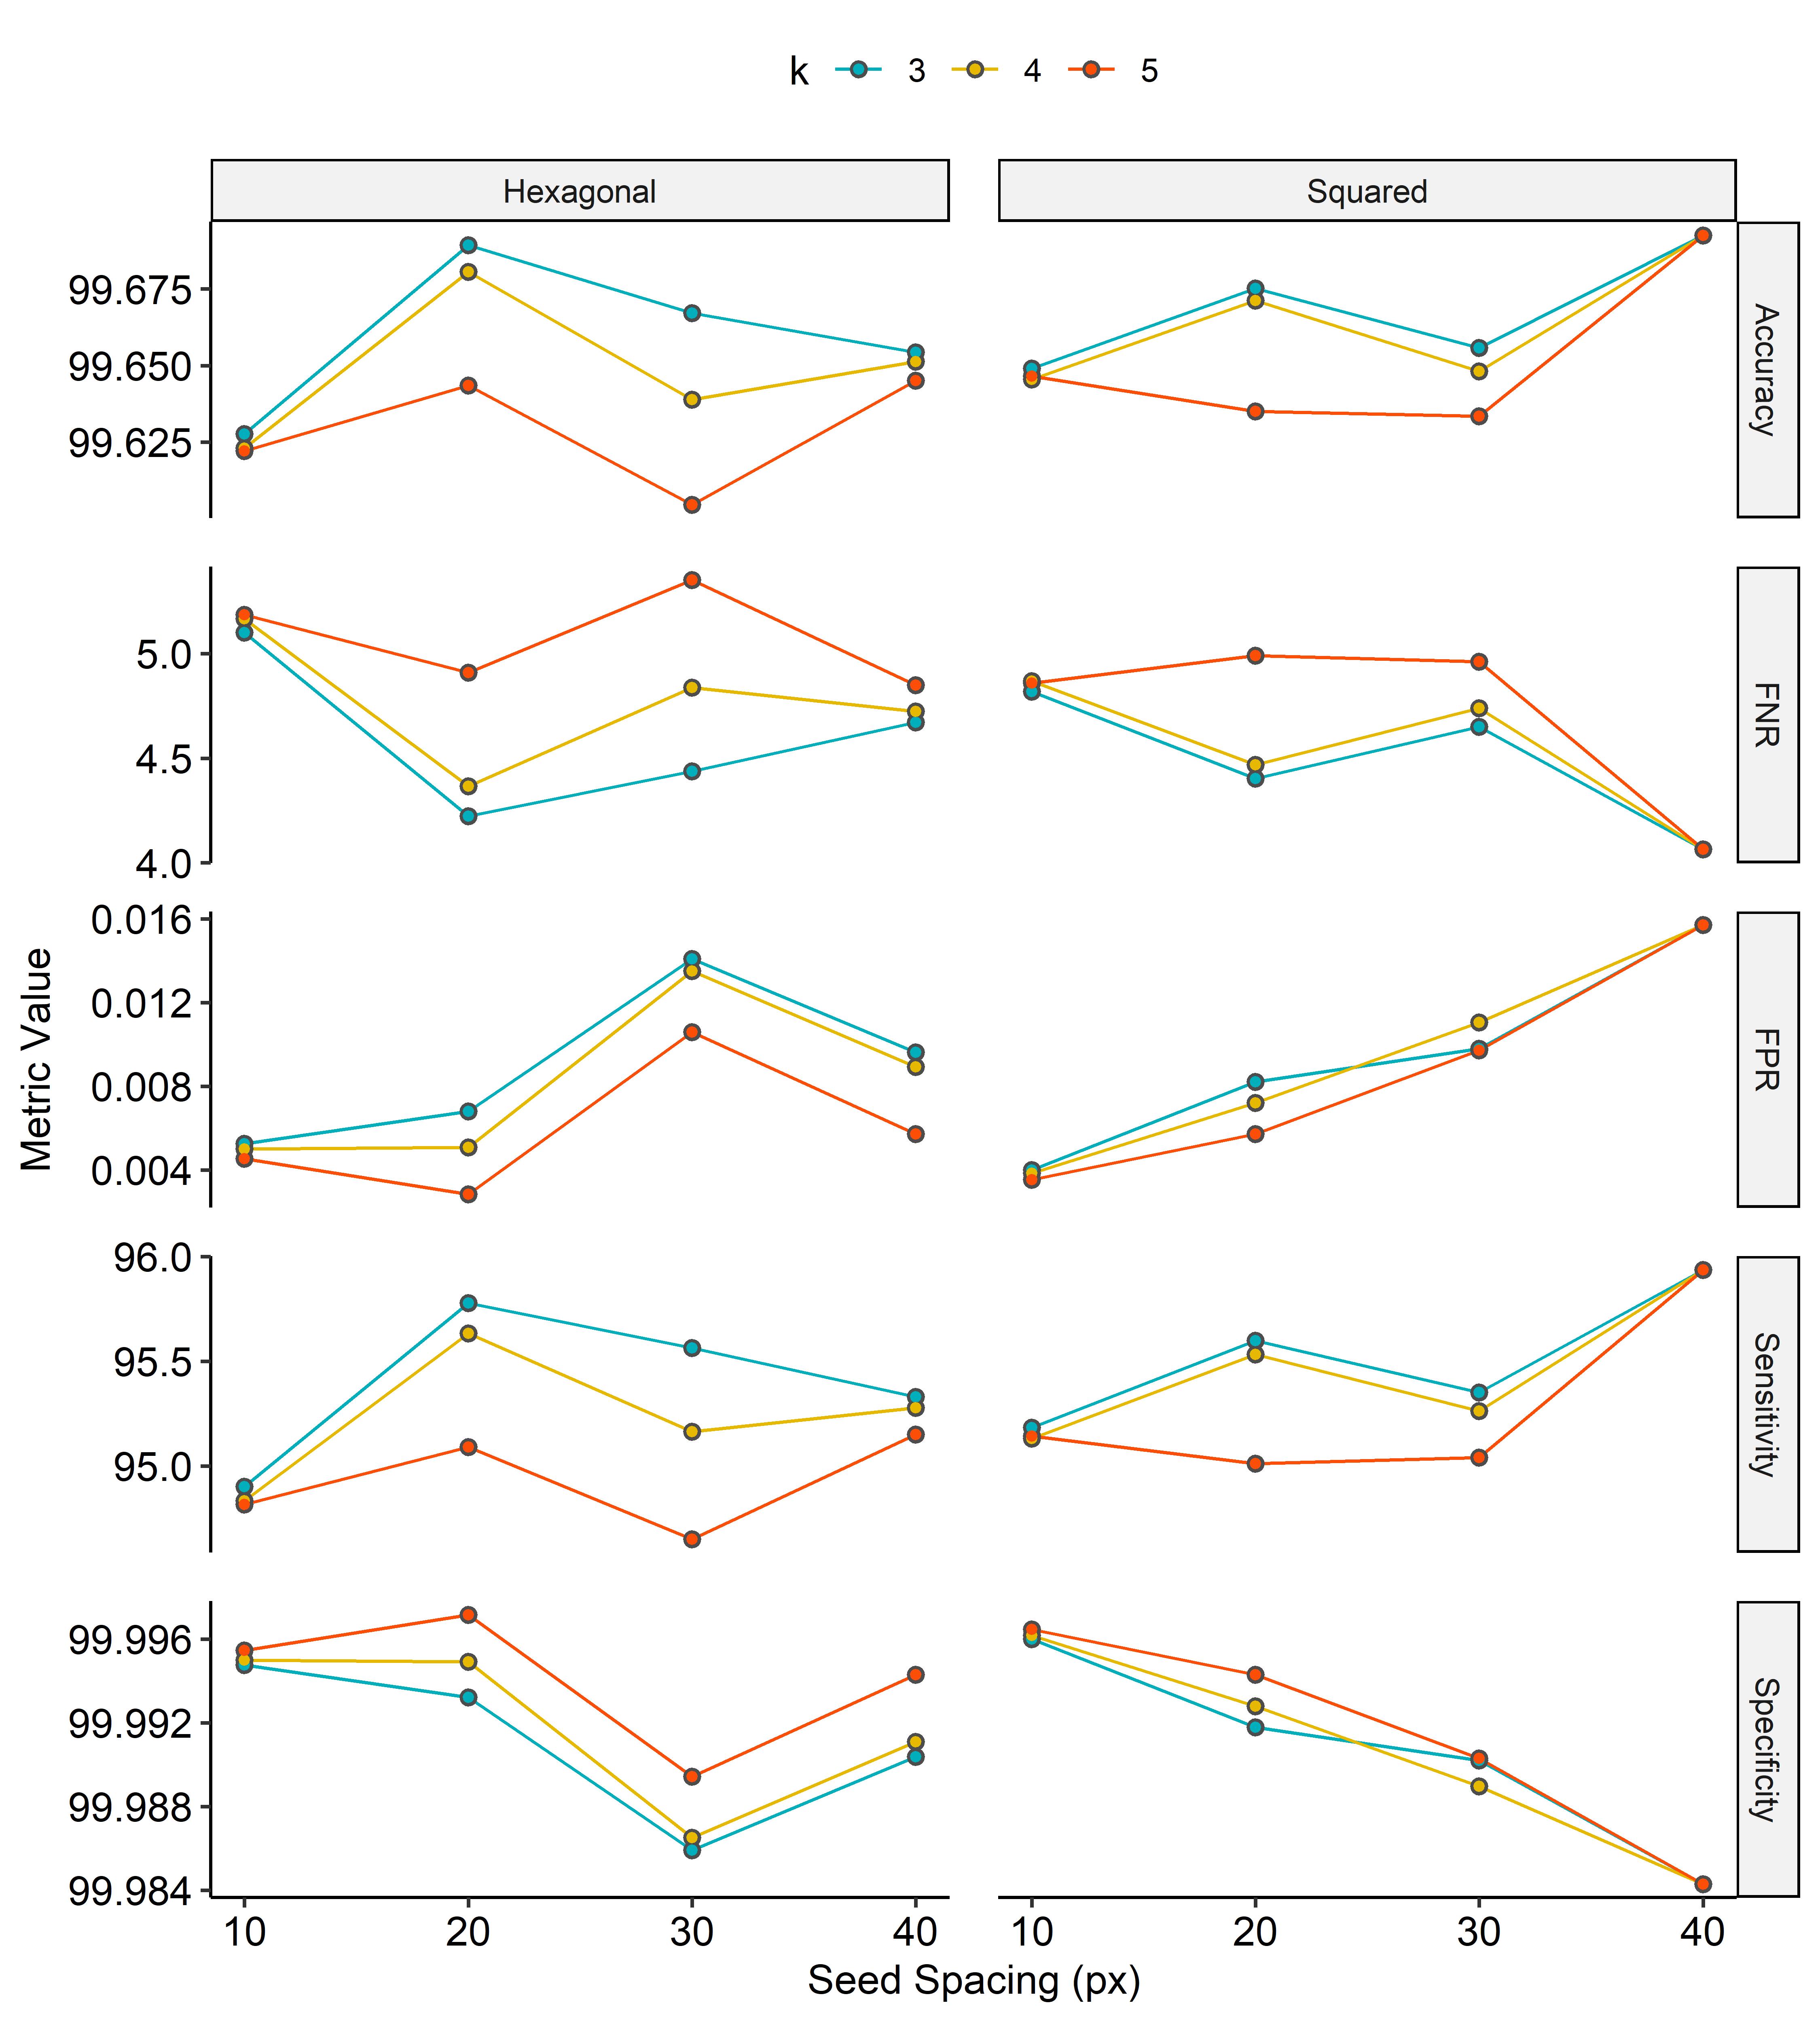 k 3 4 5
Hexagonal Squared
99.675
99.650
99.625
Accuracy
5.0
4.5
4.0
FNR
0.016
0.012
0.008
0.004
FPR
96.0
95.5
95.0
Sensitivity
99.996
99.992
99.988
99.984
Specificity
Metric Value
10 20 30 40 10 20 30 40
Seed Spacing (px)